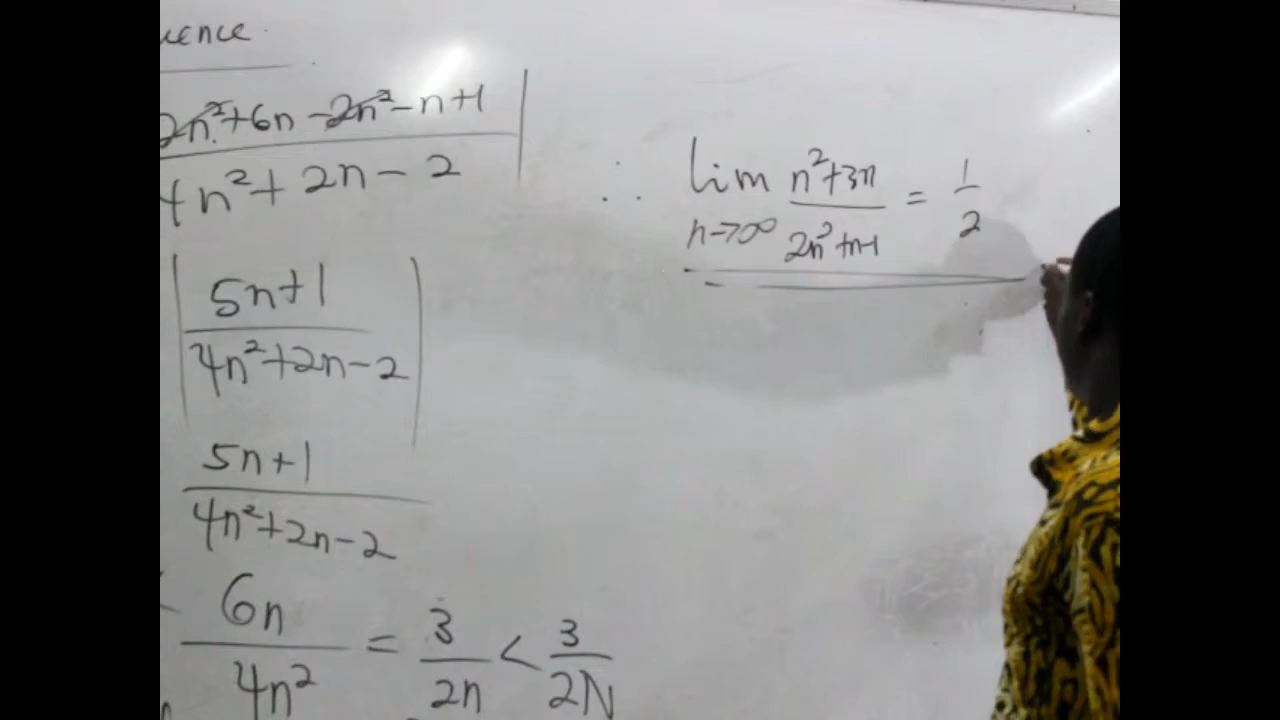 uence.
2n²+6n-2n²-n+1
4n²+2n-2
|5n+1
4n²+2n-2|
5n+1
4n²+2n-2
6n
4n²
= 3/2n < 3/2N
∴ lim n→∞ n²+3n / 2n²+n-1 = 1/2